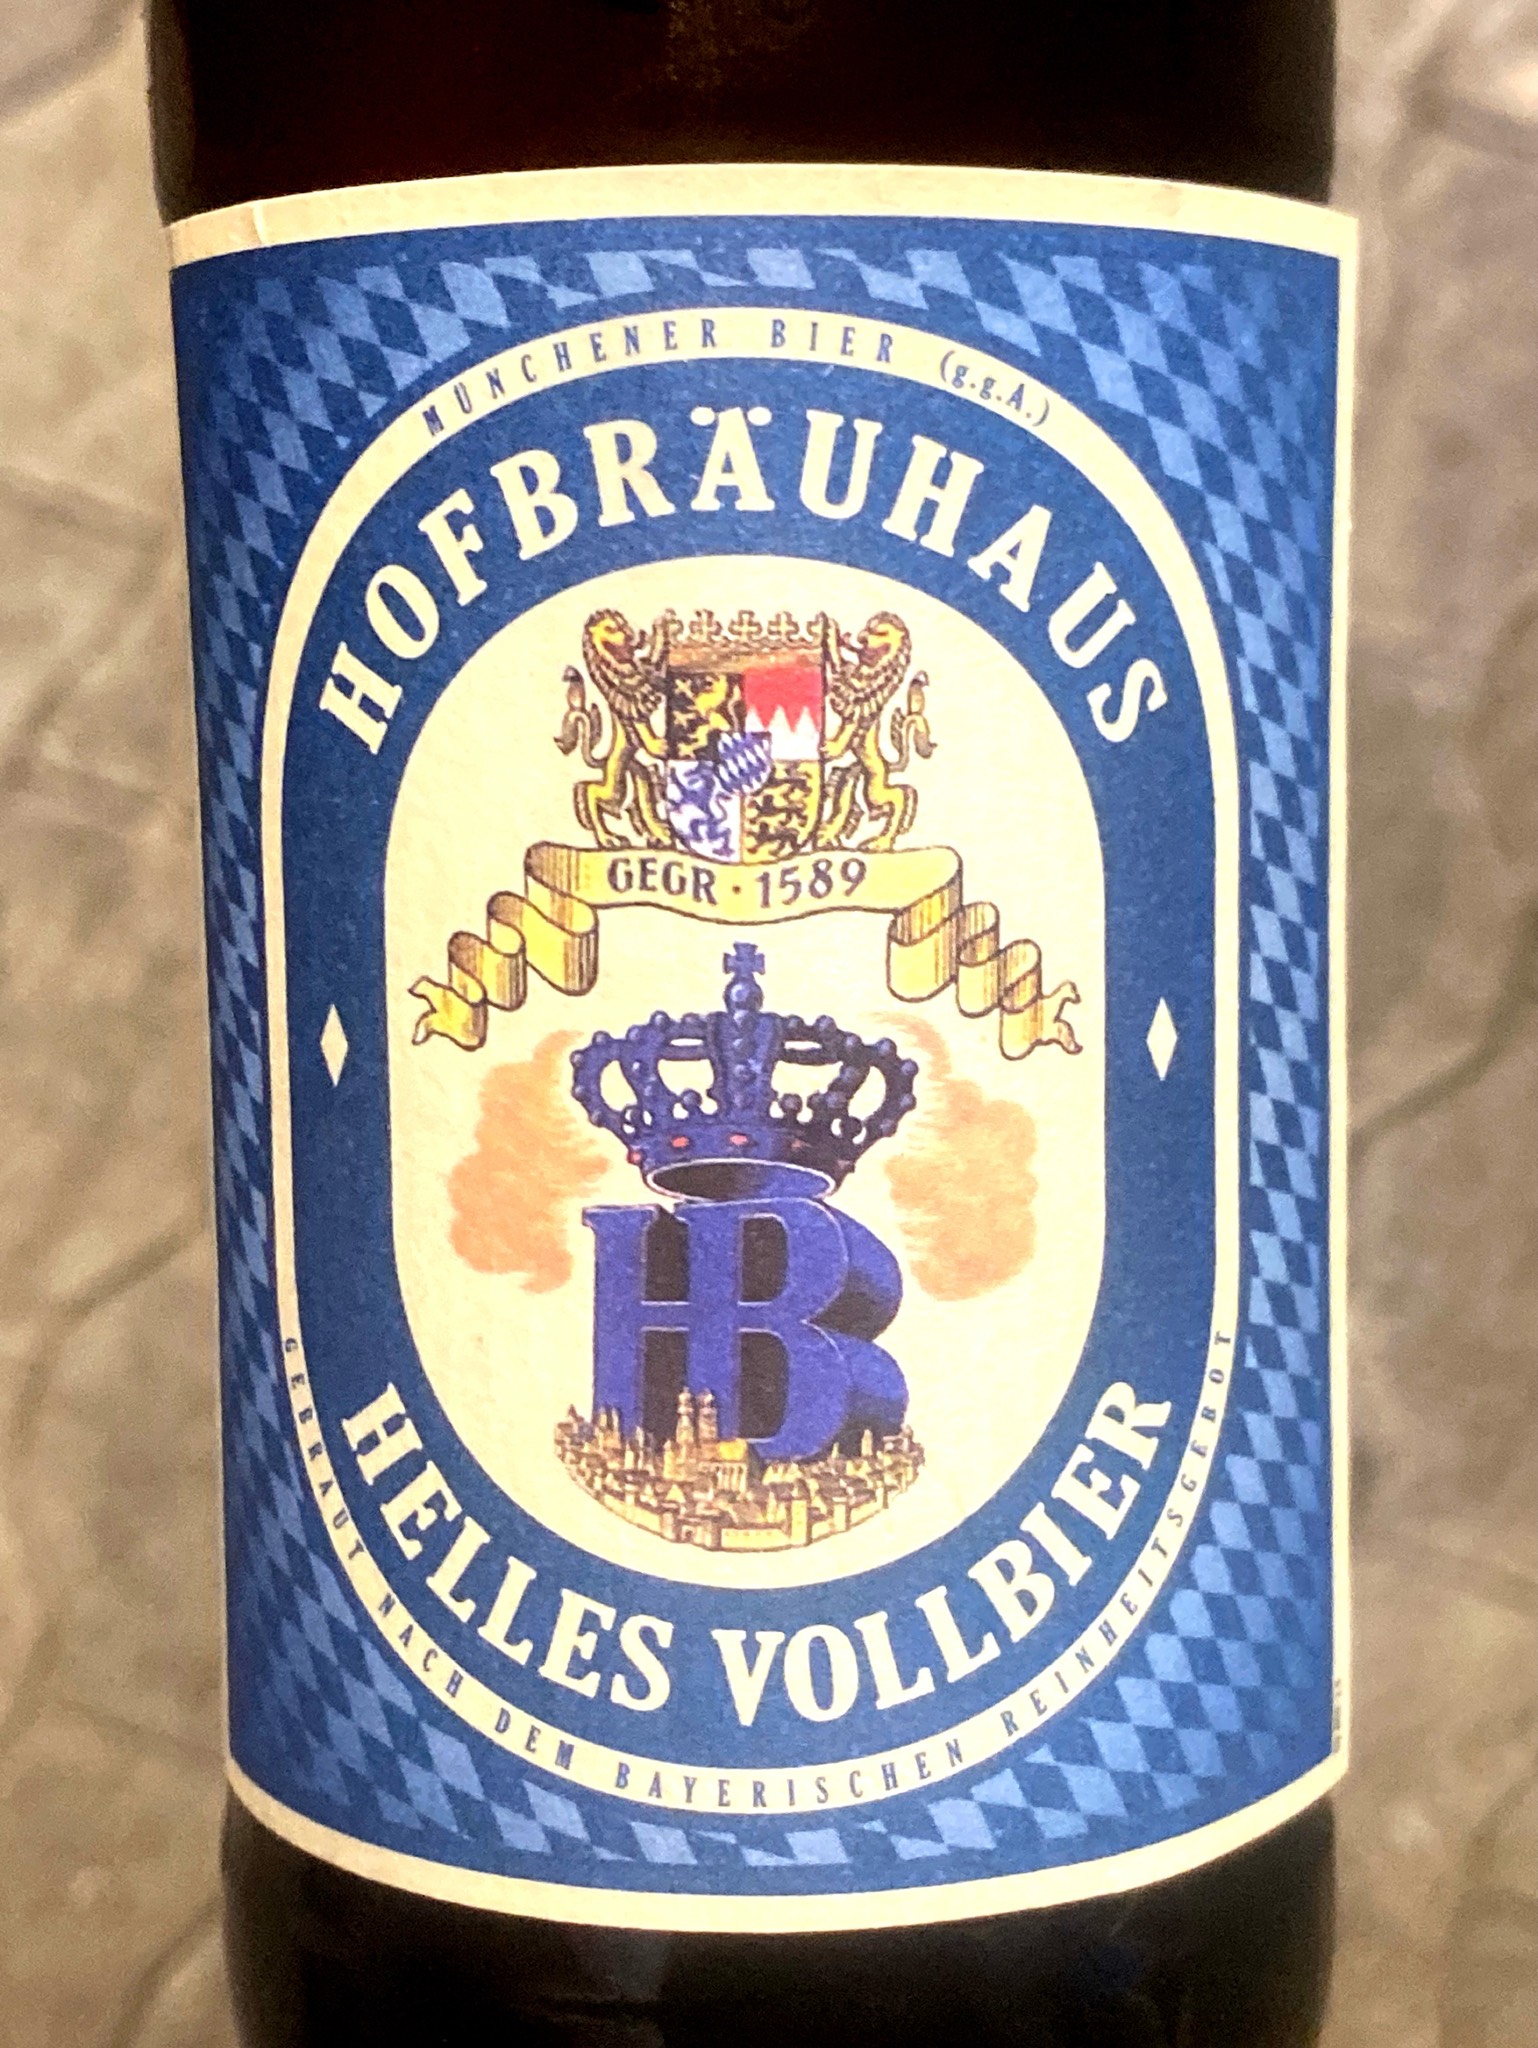 MÜNCHENER BIER (g.g.A.)
HOFBRÄUHAUS
GEGR · 1589
HB
HELLES VOLLBIER
GEBRAUT NACH DEM BAYERISCHEN REINHEITSGEBOT